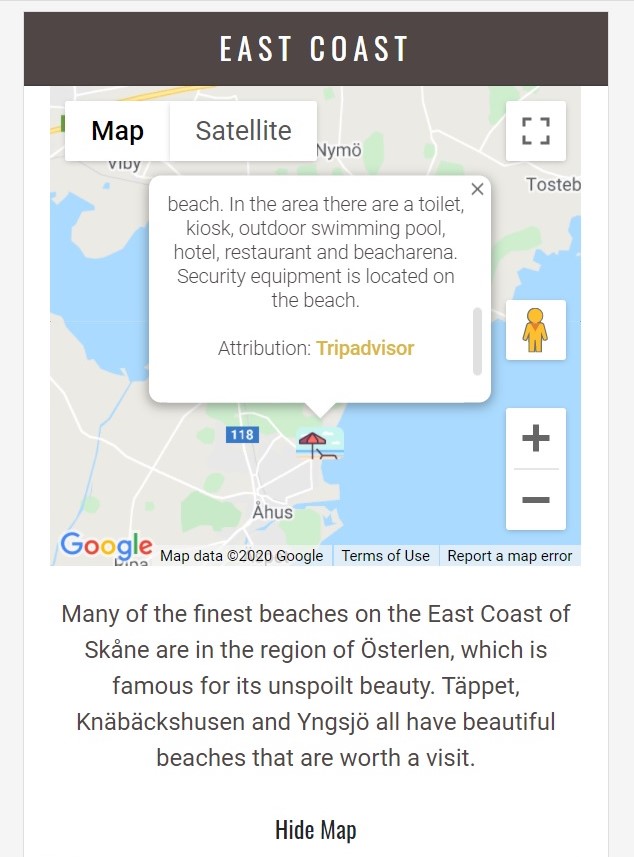 EAST COAST
Map
Satellite
Viby
Nymö
Tosteb
beach. In the area there are a toilet,
kiosk, outdoor swimming pool,
hotel, restaurant and beacharena.
Security equipment is located on
the beach.
Attribution: Tripadvisor
118
Åhus
Google
Map data ©2020 Google
Terms of Use
Report a map error
Many of the finest beaches on the East Coast of
Skåne are in the region of Österlen, which is
famous for its unspoilt beauty. Täppet,
Knäbäckshusen and Yngsjö all have beautiful
beaches that are worth a visit.
Hide Map